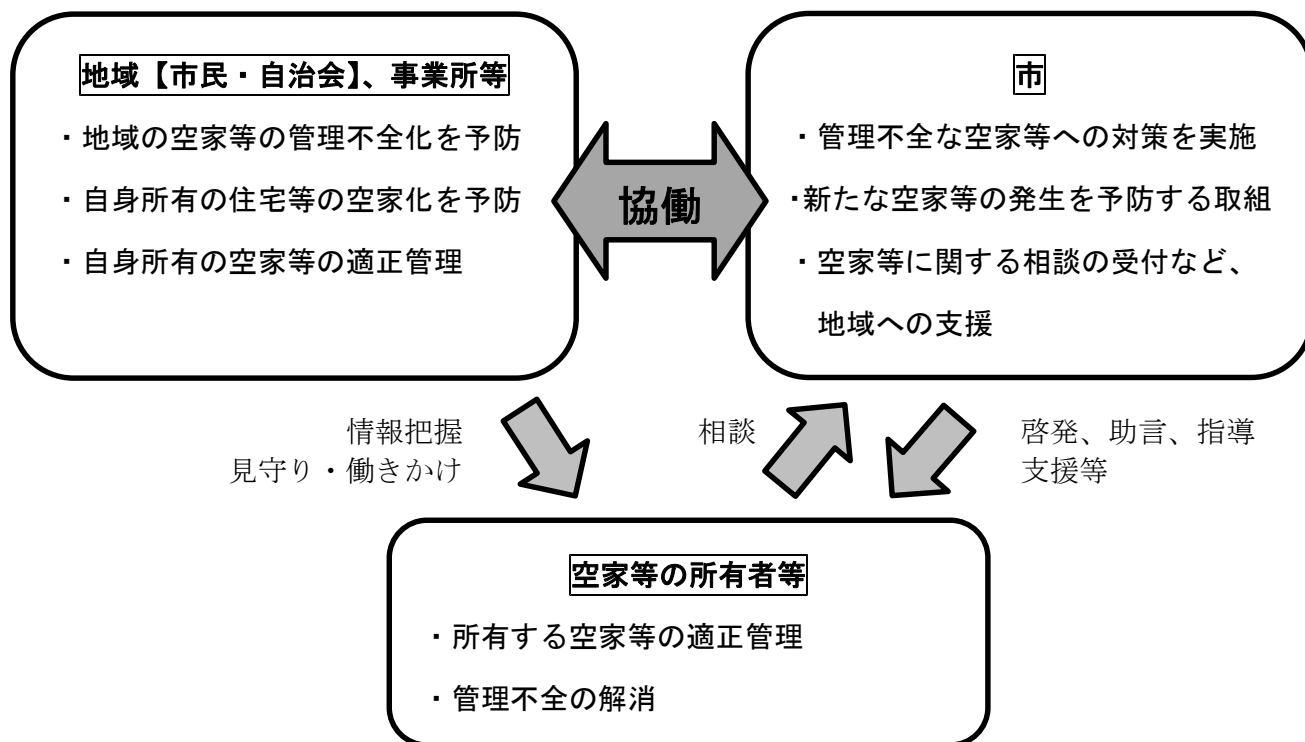 地域【市民・自治会】、事業所等
・地域の空家等の管理不全化を予防
・自身所有の住宅等の空家化を予防
・自身所有の空家等の適正管理
協働
市
・管理不全な空家等への対策を実施
・新たな空家等の発生を予防する取組
・空家等に関する相談の受付など、
地域への支援
情報把握
見守り・働きかけ
相談
啓発、助言、指導
支援等
空家等の所有者等
・所有する空家等の適正管理
・管理不全の解消